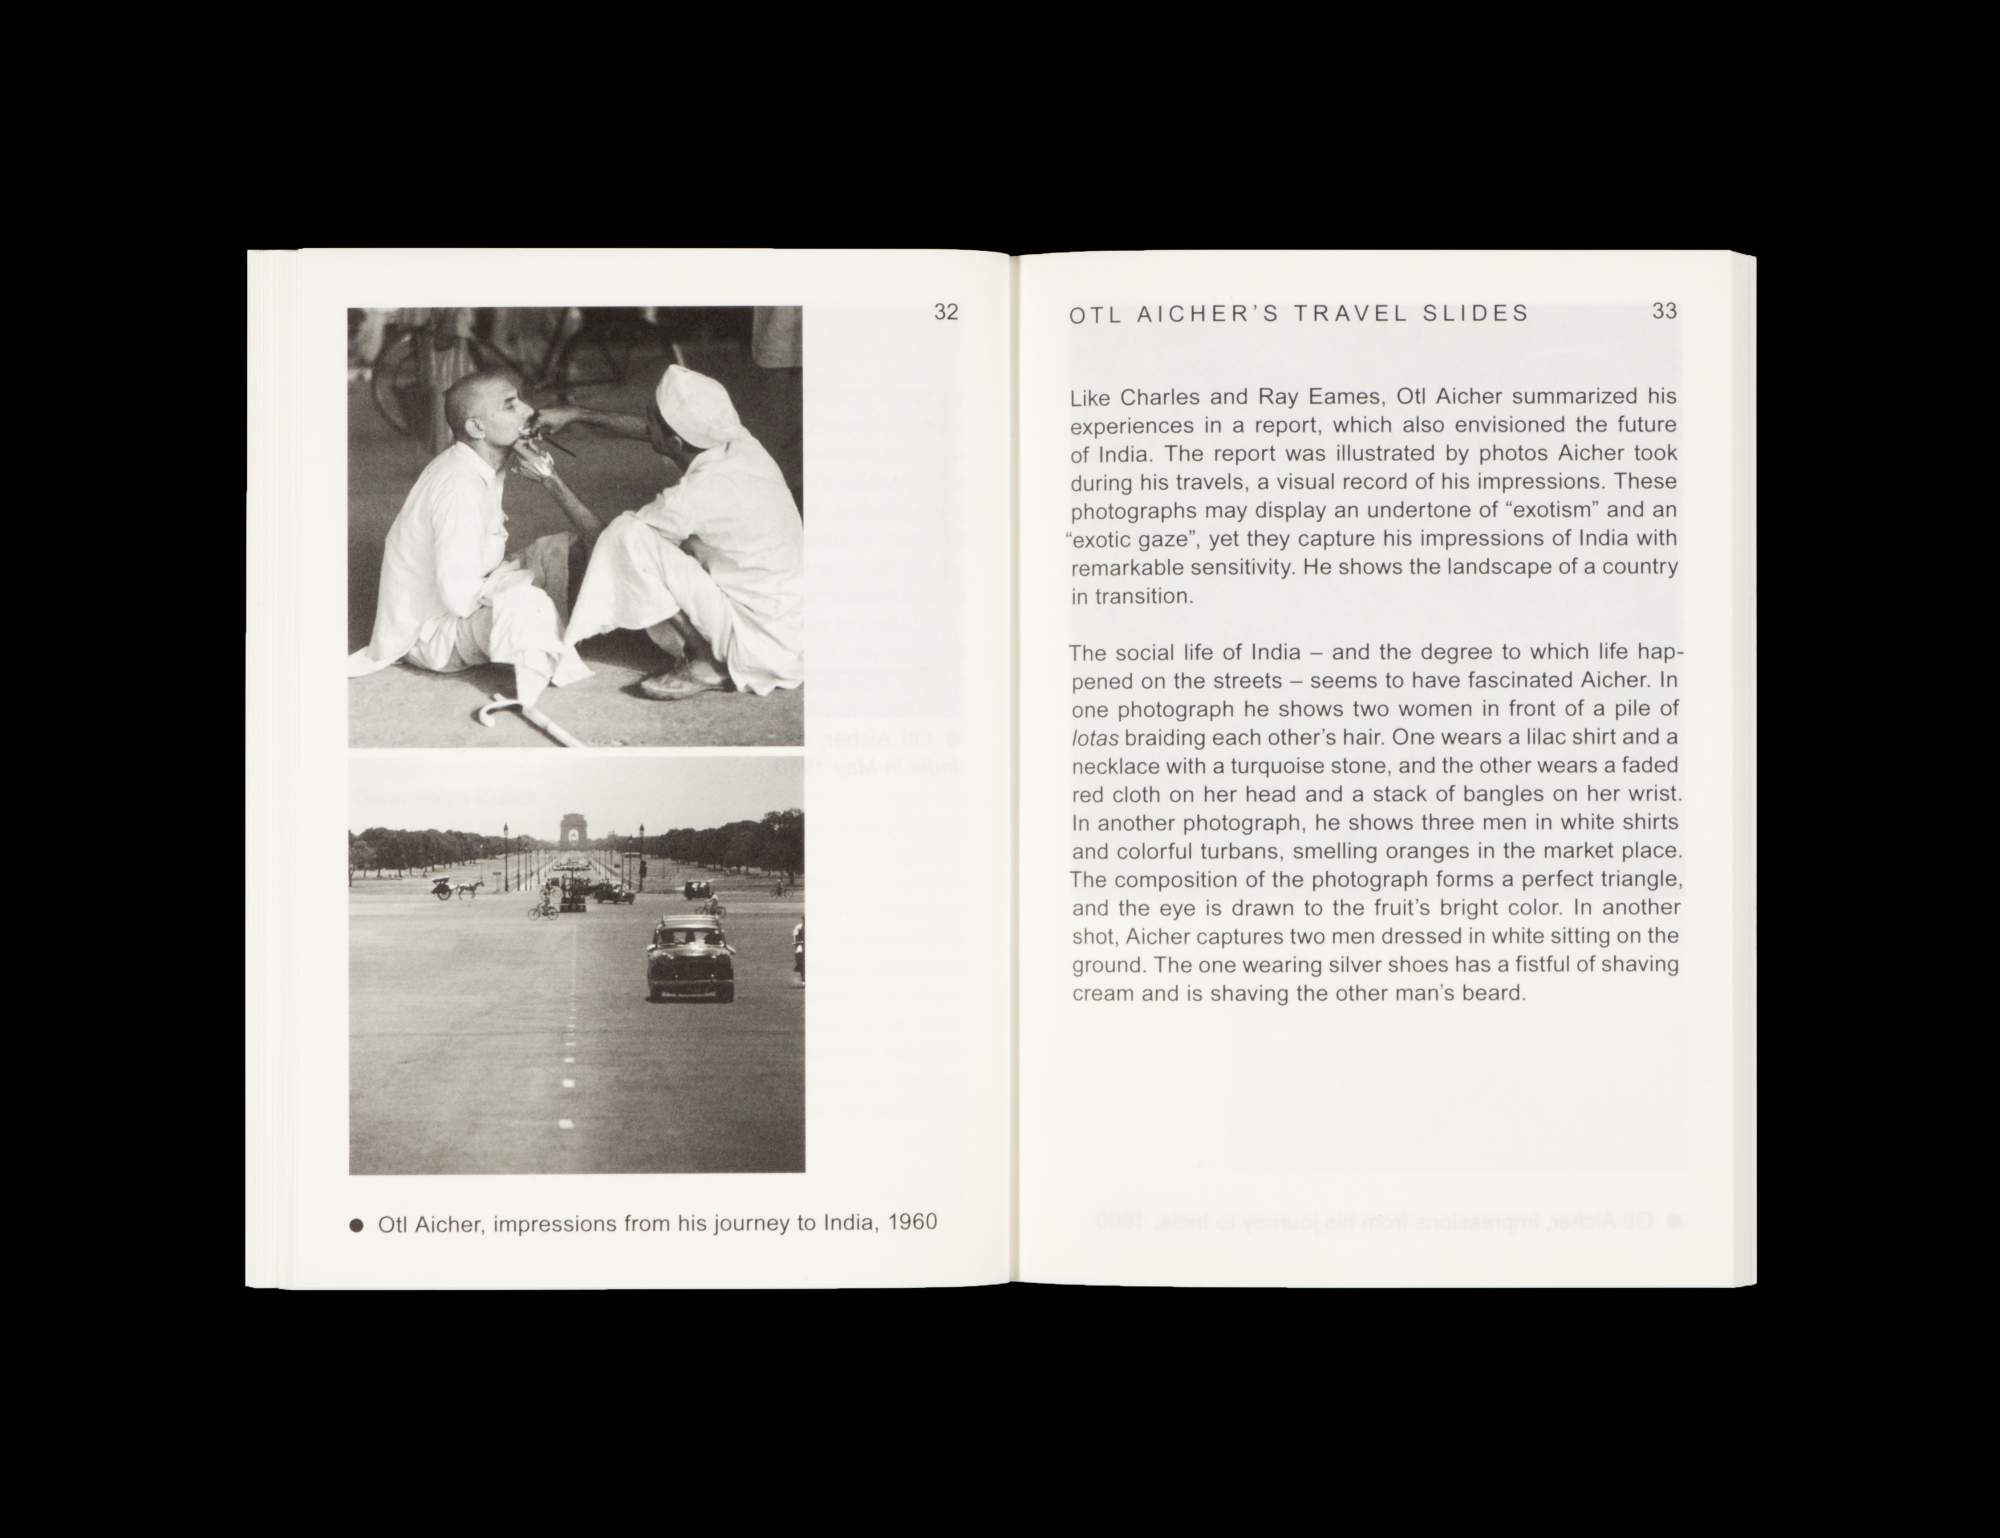 32
● Otl Aicher, impressions from his journey to India, 1960
OTL AICHER’S TRAVEL SLIDES
33
Like Charles and Ray Eames, Otl Aicher summarized his
experiences in a report, which also envisioned the future
of India. The report was illustrated by photos Aicher took
during his travels, a visual record of his impressions. These
photographs may display an undertone of “exotism” and an
“exotic gaze”, yet they capture his impressions of India with
remarkable sensitivity. He shows the landscape of a country
in transition.
The social life of India – and the degree to which life hap-
pened on the streets – seems to have fascinated Aicher. In
one photograph he shows two women in front of a pile of
lotas braiding each other’s hair. One wears a lilac shirt and a
necklace with a turquoise stone, and the other wears a faded
red cloth on her head and a stack of bangles on her wrist.
In another photograph, he shows three men in white shirts
and colorful turbans, smelling oranges in the market place.
The composition of the photograph forms a perfect triangle,
and the eye is drawn to the fruit’s bright color. In another
shot, Aicher captures two men dressed in white sitting on the
ground. The one wearing silver shoes has a fistful of shaving
cream and is shaving the other man’s beard.